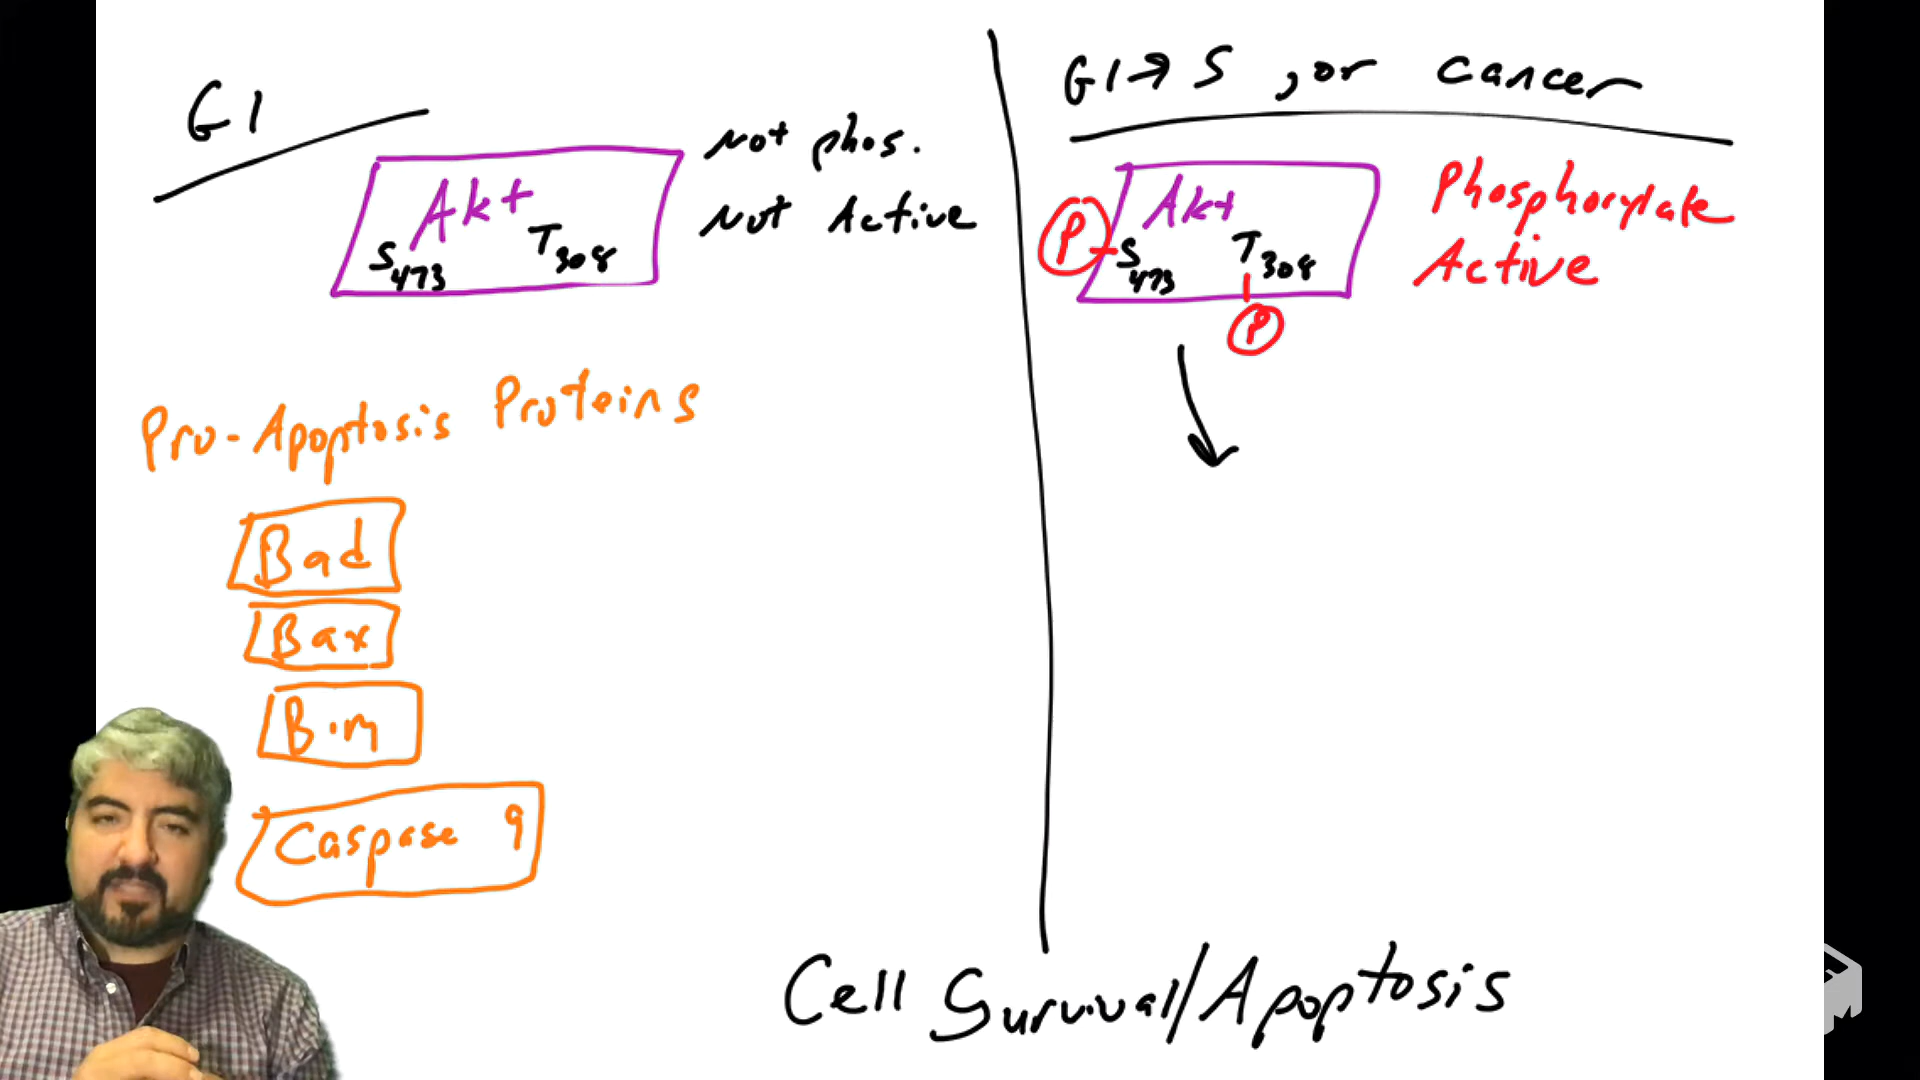 G1
Not phos.
Not Active
Akt
S473 T308
Pro-Apoptosis Proteins
Bad
Bax
Bim
Caspase 9
G1→S, or cancer
Akt
P S473 T308
P
Phosphorylate
Active
Cell Survival/Apoptosis